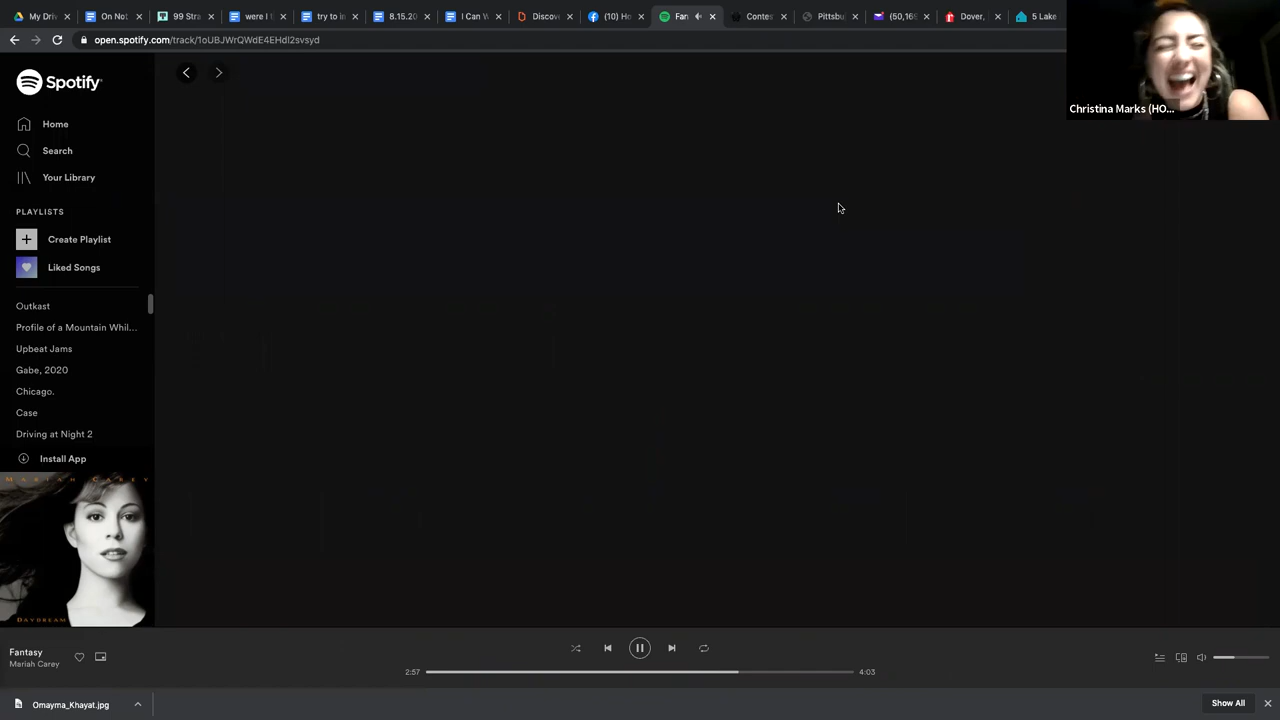 My Driv
On Not
99 Stra
were I t
try to in
8.15.20
I Can W
Discov
(10) Ho
Fan
Contes
Pittsbu
(50,169
Dover,
5 Lake
open.spotify.com/track/1oUBJWrQWdE4EHdl2svsyd
Christina Marks (HO...
Spotify
Home
Search
Your Library
PLAYLISTS
Create Playlist
Liked Songs
Outkast
Profile of a Mountain Whil...
Upbeat Jams
Gabe, 2020
Chicago.
Case
Driving at Night 2
Install App
MARIAH CAREY
DAYDREAM
Fantasy
Mariah Carey
2:57
4:03
Omayma_Khayat.jpg
Show All